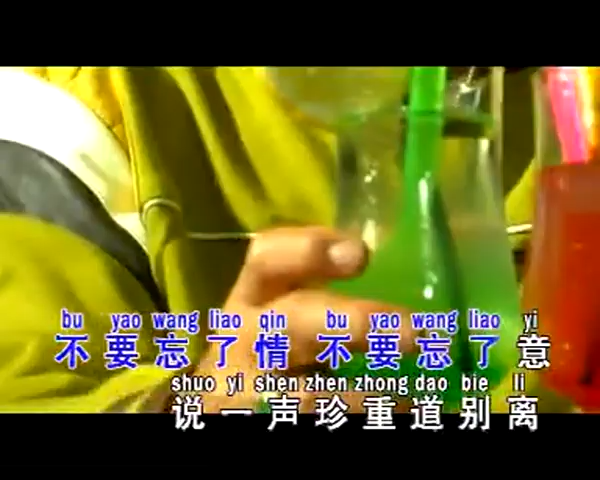 bu yao wang liao qin bu yao wang liao yi
不要忘了情 不要忘了意
shuo yi shen zhen zhong dao bie li
说一声珍重道别离